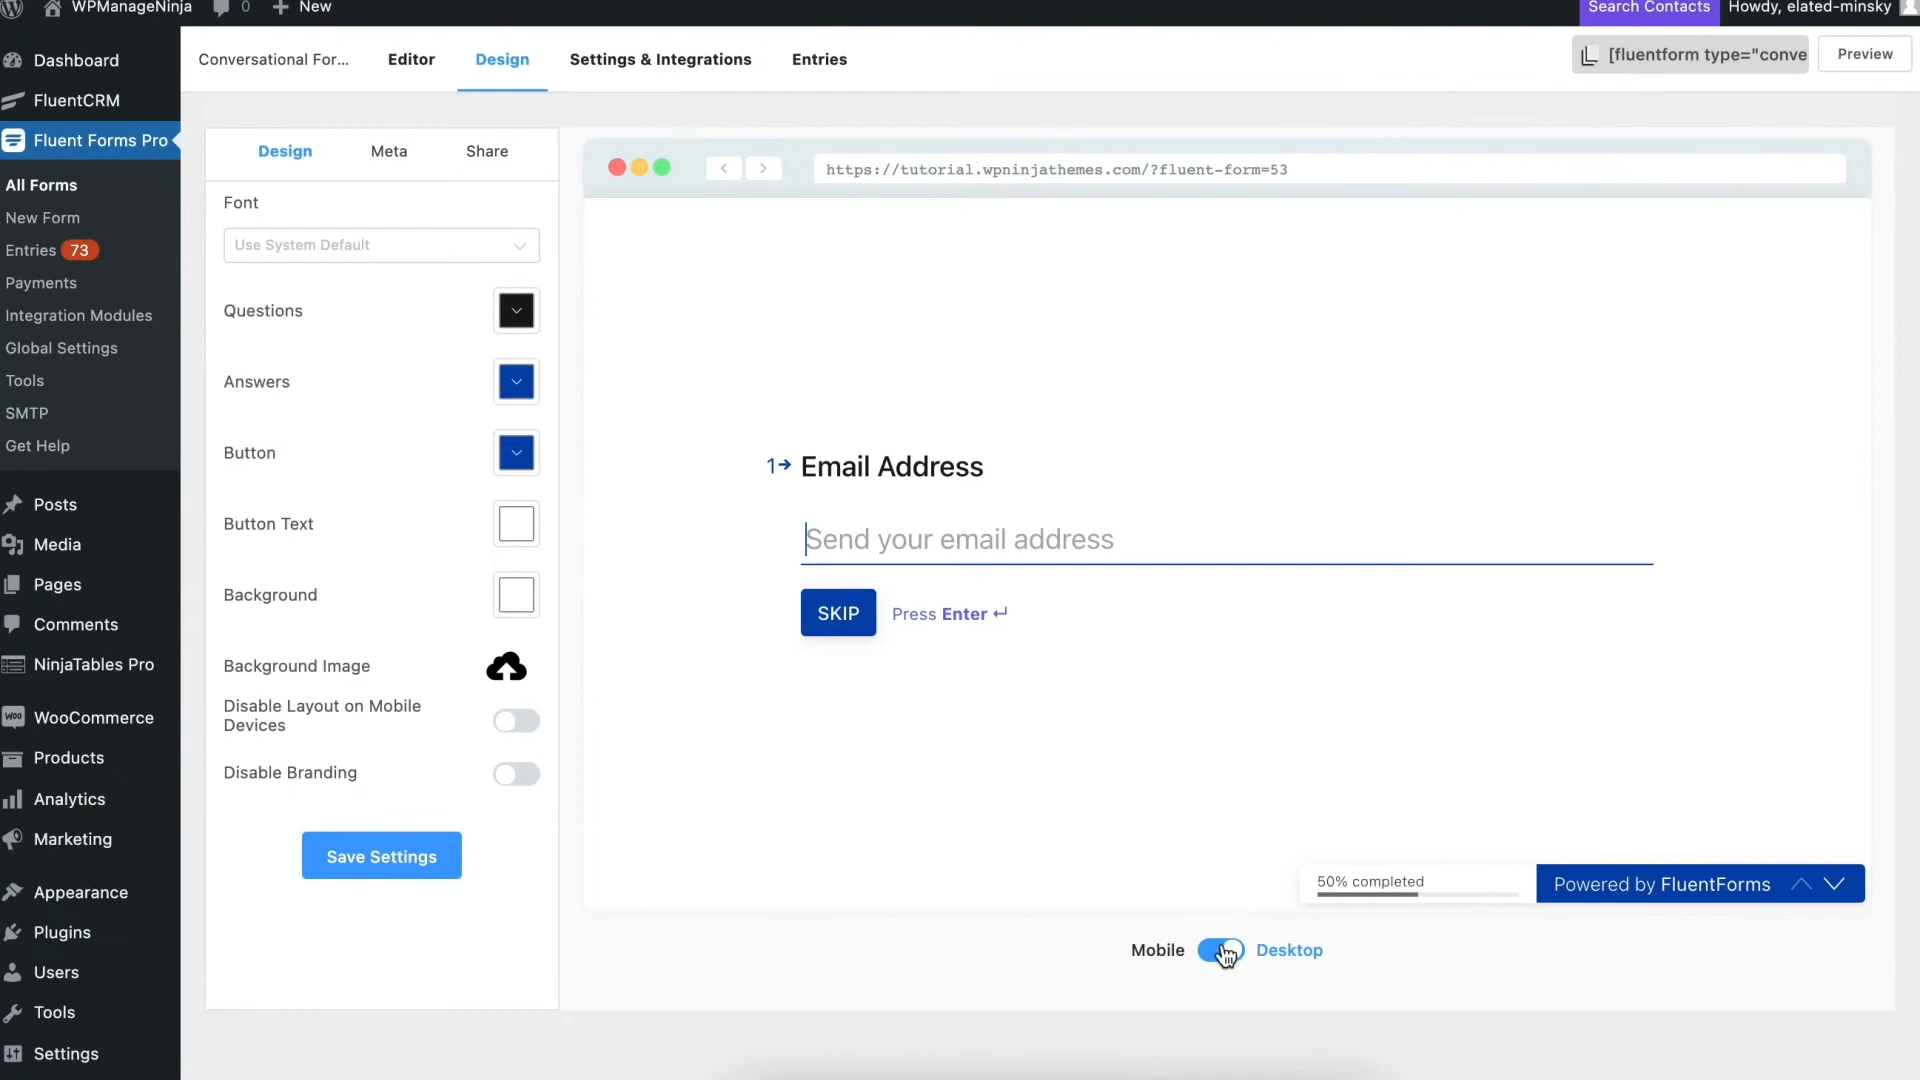 WPManageNinja
0
New
Search Contacts
Howdy, elated-minsky
Dashboard
FluentCRM
Fluent Forms Pro
All Forms
New Form
Entries 73
Payments
Integration Modules
Global Settings
Tools
SMTP
Get Help
Posts
Media
Pages
Comments
NinjaTables Pro
WooCommerce
Products
Analytics
Marketing
Appearance
Plugins
Users
Tools
Settings
Conversational For...
Editor
Design
Settings & Integrations
Entries
[fluentform type="conve
Preview
Design
Meta
Share
Font
Use System Default
Questions
Answers
Button
Button Text
Background
Background Image
Disable Layout on Mobile
Devices
Disable Branding
Save Settings
https://tutorial.wpninjathemes.com/?fluent-form=53
1→ Email Address
Send your email address
SKIP
Press Enter ↵
50% completed
Powered by FluentForms
Mobile
Desktop